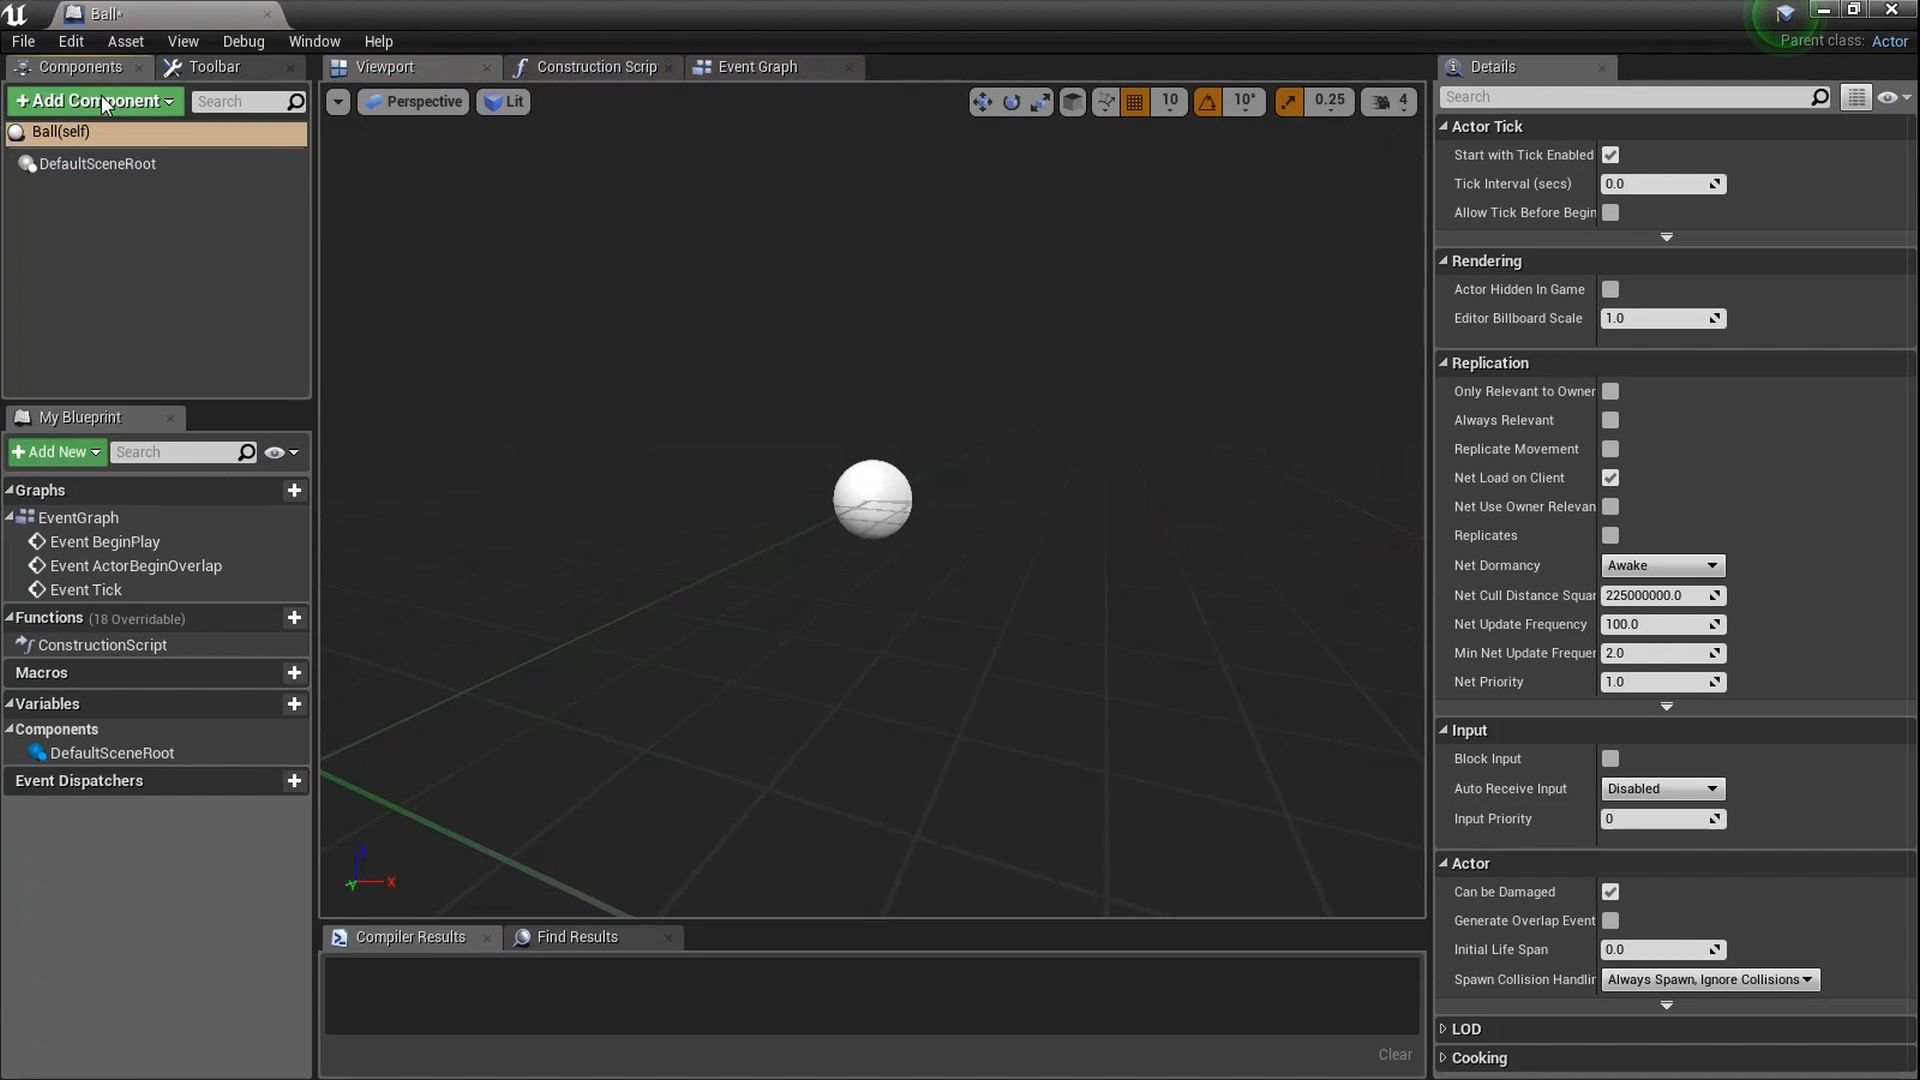 Ball*
File Edit Asset View Debug Window Help
Parent class: Actor
Components
Toolbar
+Add Component
Search
Ball(self)
DefaultSceneRoot
My Blueprint
+Add New
Search
Graphs
EventGraph
Event BeginPlay
Event ActorBeginOverlap
Event Tick
Functions (18 Overridable)
ConstructionScript
Macros
Variables
Components
DefaultSceneRoot
Event Dispatchers
Viewport
Construction Scrip
Event Graph
Perspective
Lit
10
10°
0.25
4
X
Compiler Results
Find Results
Clear
Details
Search
Actor Tick
Start with Tick Enabled
Tick Interval (secs) 0.0
Allow Tick Before Begin
Rendering
Actor Hidden In Game
Editor Billboard Scale 1.0
Replication
Only Relevant to Owner
Always Relevant
Replicate Movement
Net Load on Client
Net Use Owner Relevan
Replicates
Net Dormancy Awake
Net Cull Distance Squar 225000000.0
Net Update Frequency 100.0
Min Net Update Frequer 2.0
Net Priority 1.0
Input
Block Input
Auto Receive Input Disabled
Input Priority 0
Actor
Can be Damaged
Generate Overlap Event
Initial Life Span 0.0
Spawn Collision Handlin Always Spawn, Ignore Collisions
LOD
Cooking